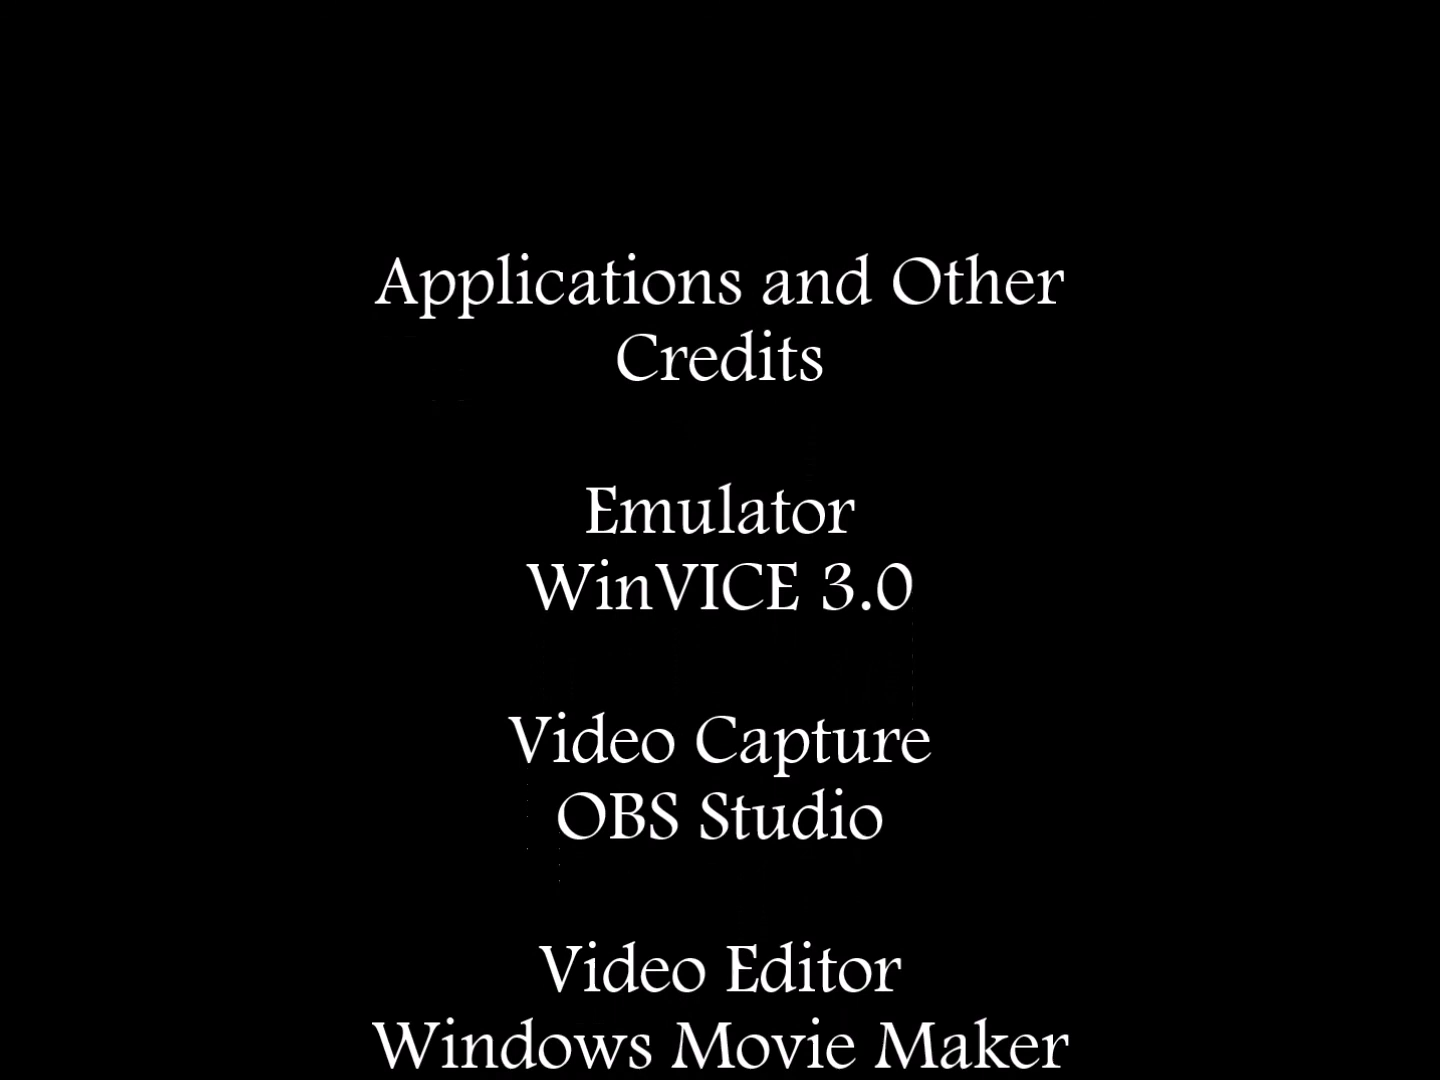 Applications and Other
Credits
Emulator
WinVICE 3.0
Video Capture
OBS Studio
Video Editor
Windows Movie Maker